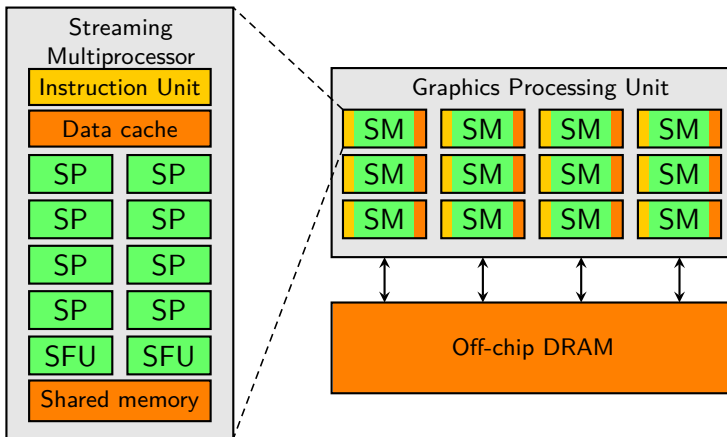 Streaming
Multiprocessor
Instruction Unit
Data cache
SP SP
SP SP
SP SP
SP SP
SFU SFU
Shared memory
Graphics Processing Unit
SM SM SM SM
SM SM SM SM
SM SM SM SM
Off-chip DRAM